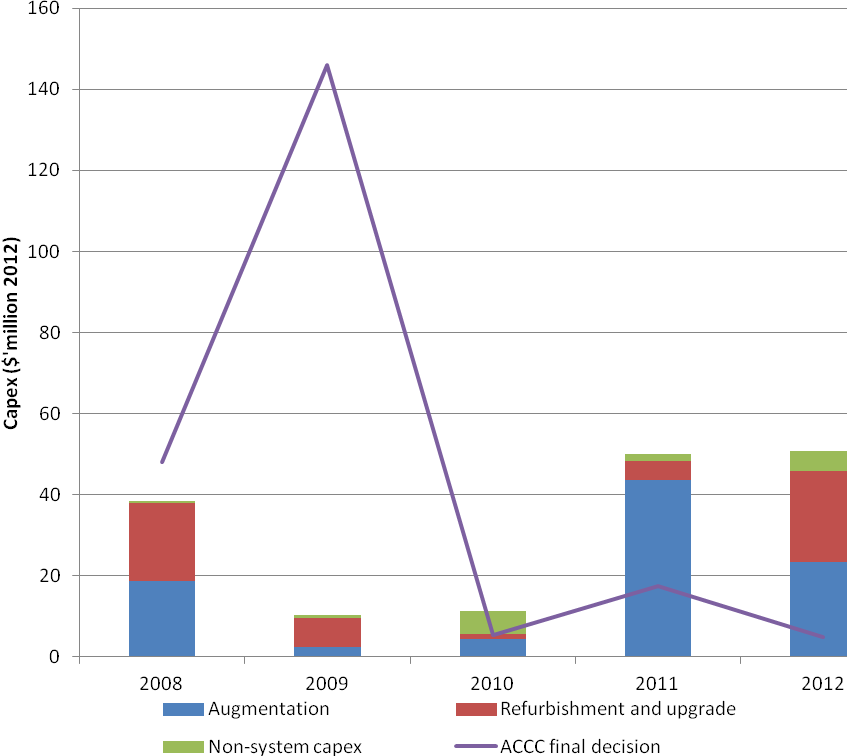 160
140
120
100
80
60
40
20
0
Capex ($'million 2012)
2008 2009 2010 2011 2012
Augmentation Refurbishment and upgrade
Non-system capex ACCC final decision